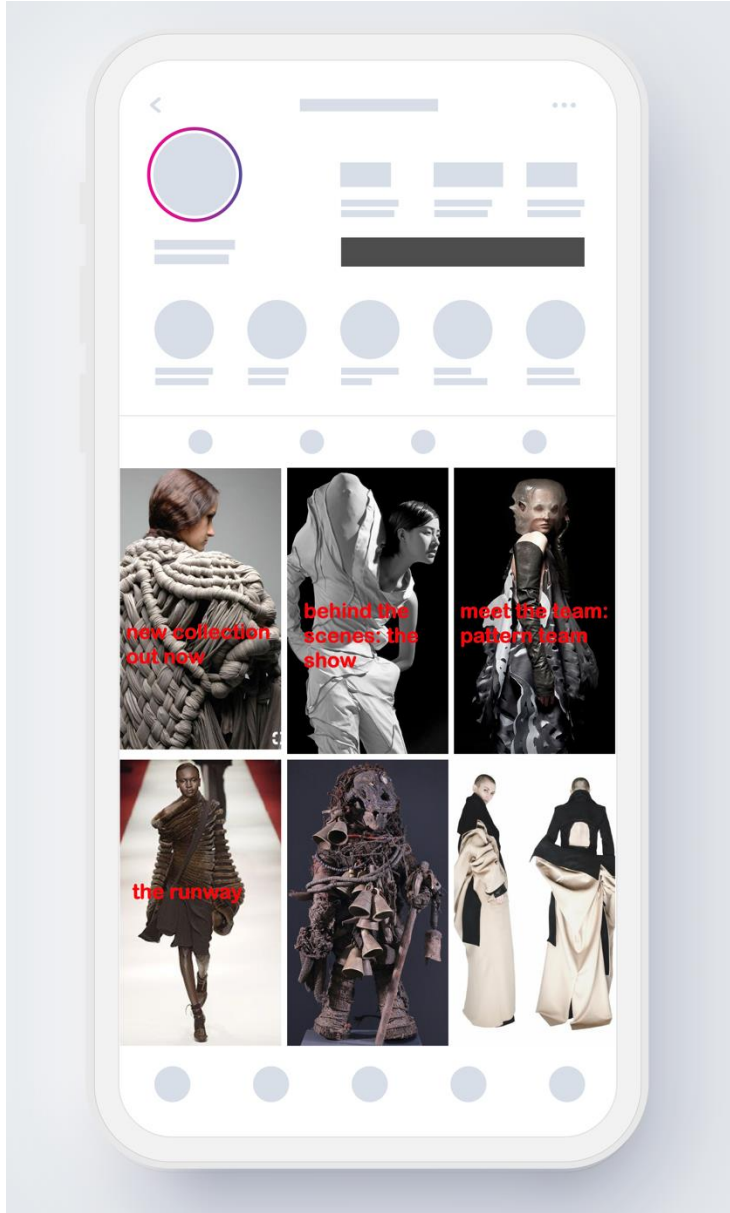 new collection
out now
behind the
scenes: the
show
meet the team:
pattern team
the runway